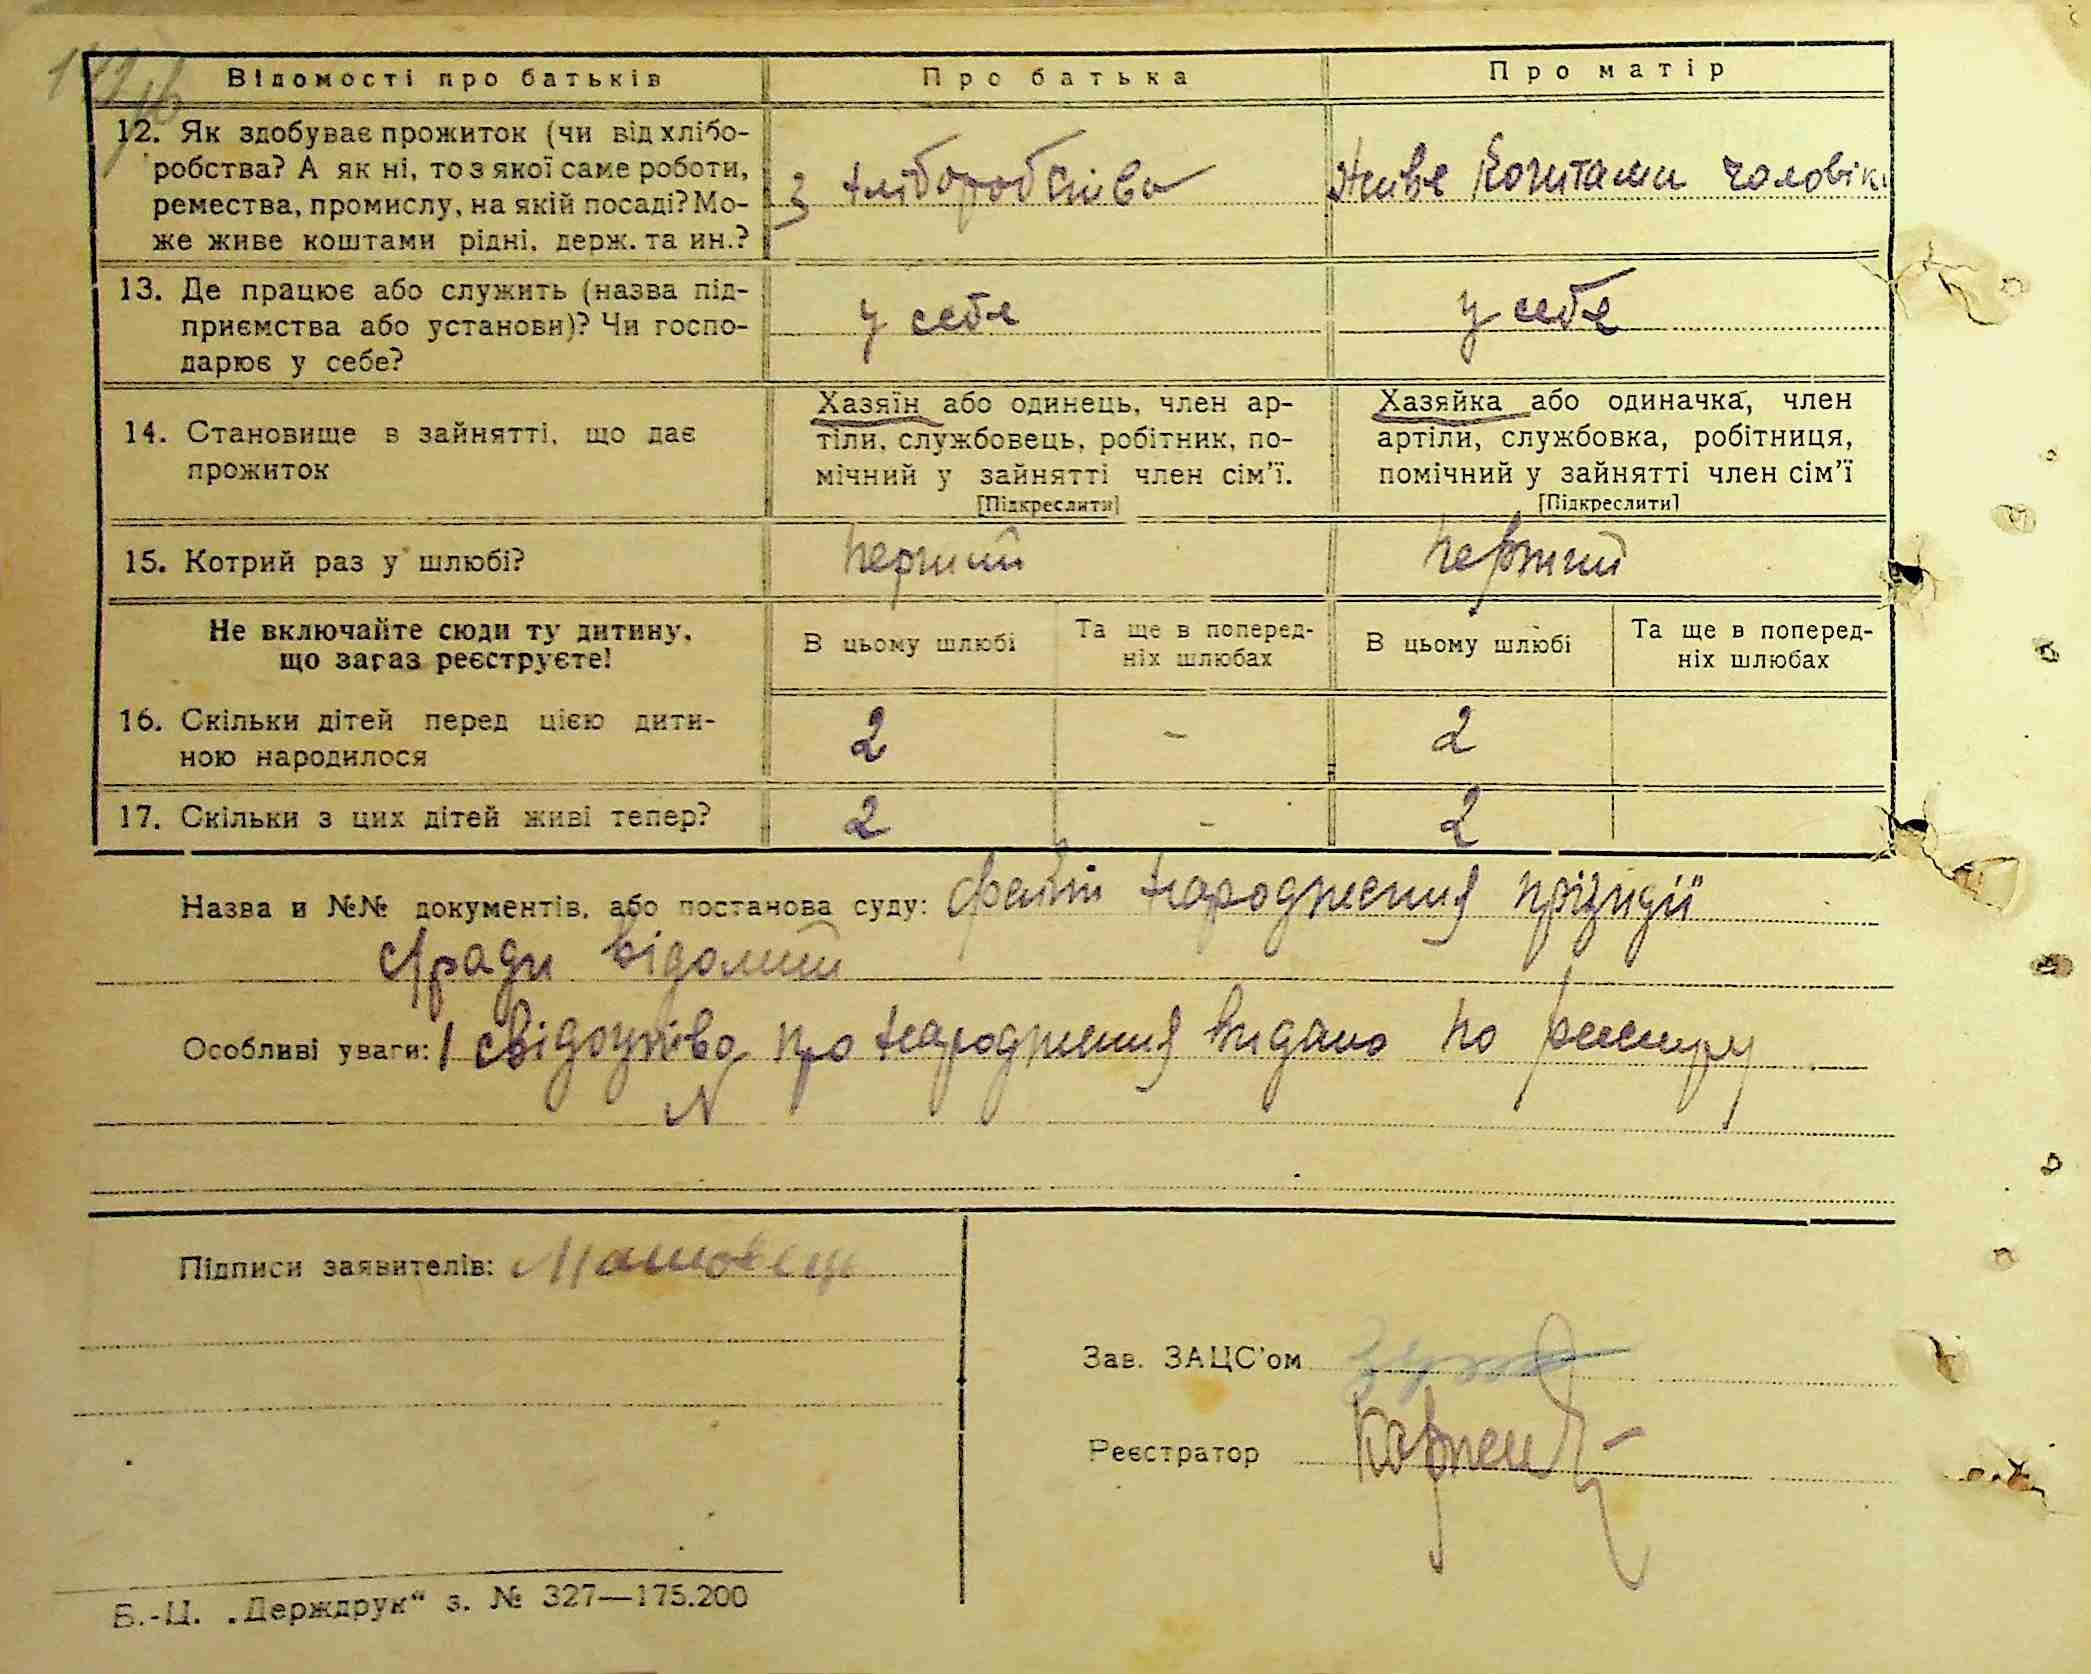 Відомості про батьків Про батька Про матір
12. Як здобуває прожиток (чи від хлібо-
робства? А як ні, то з якої саме роботи,
ремества, промислу, на якій посаді? Мо-
же живе коштами рідні, держ. та ин.?
з хліборобства
Живе коштами чоловік
13. Де працює або служить (назва під-
приємства або установи)? Чи госпо-
дарює у себе?
у себе
у себе
14. Становище в зайнятті, що дає
прожиток
Хазяїн або одинець, член ар-
тіли, службовець, робітник, по-
мічний у зайнятті член сім'ї.
[Підкреслити]
Хазяйка або одиначка, член
артіли, службовка, робітниця,
помічний у зайнятті член сім'ї
[Підкреслити]
15. Котрий раз у шлюбі? перший перший
Не включайте сюди ту дитину,
що зараз реєструєте!
В цьому шлюбі
Та ще в поперед-
ніх шлюбах
В цьому шлюбі
Та ще в поперед-
ніх шлюбах
16. Скільки дітей перед цією дити-
ною народилося
2 - 2
17. Скільки з цих дітей живі тепер? 2 - 2
Назва и №№ документів, або постанова суду: факт народження прізидії
с/ради відомий
Особливі уваги: 1 свідоцтво про народження видано по реєстру
N
Підписи заявителів:
Зав. ЗАЦС'ом
Реєстратор
Б.-Ц. „Держдрук“ з. № 327—175.200